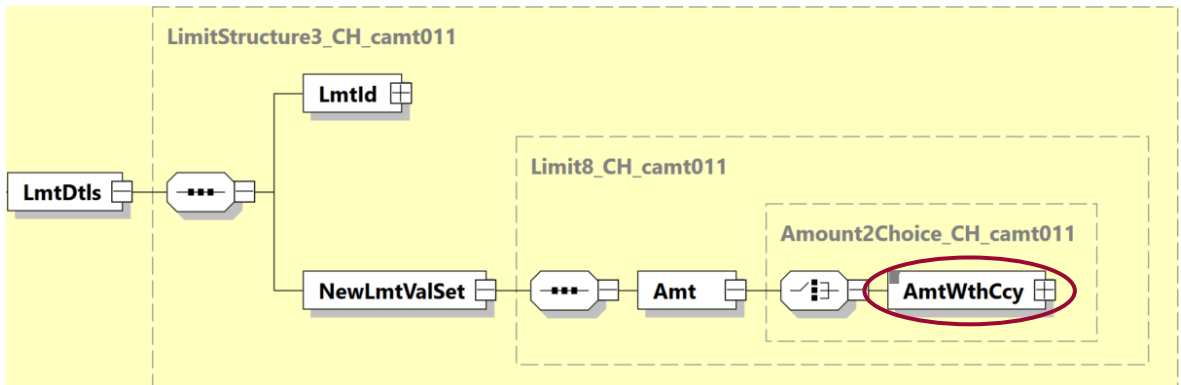 LimitStructure3_CH_camt011
LmtId
Limit8_CH_camt011
LmtDtls
Amount2Choice_CH_camt011
NewLmtValSet
Amt
AmtWthCcy